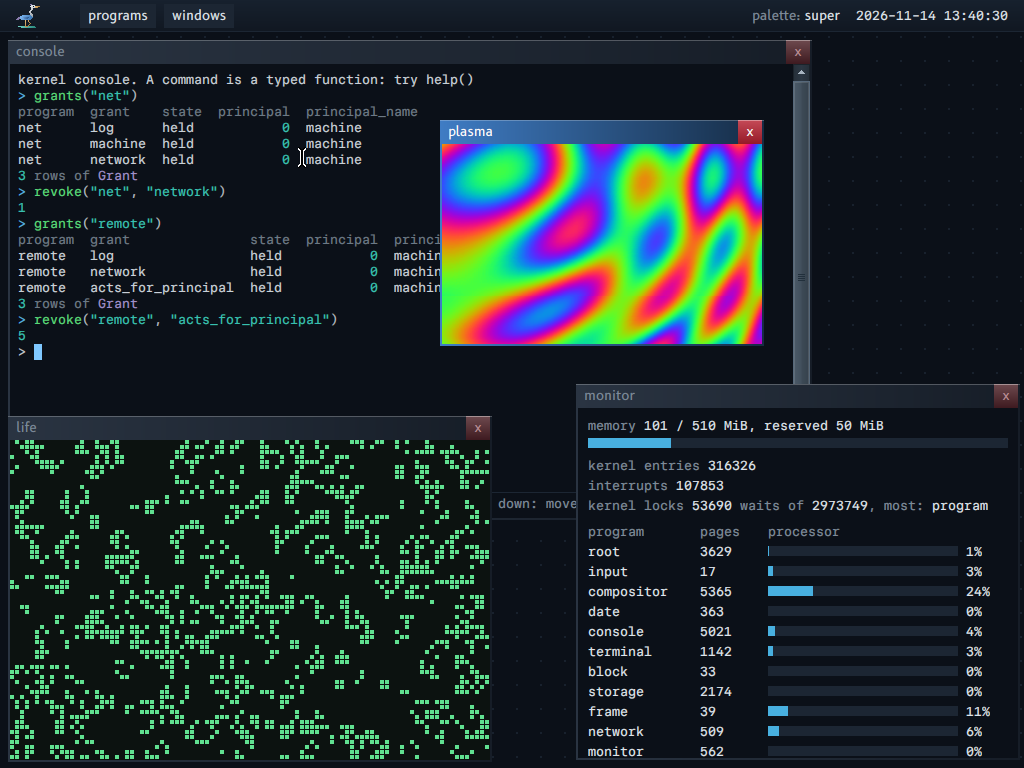 programs windows palette: super 2026-11-14 13:40:30
console x
kernel console. A command is a typed function: try help()
> grants("net")
program grant state principal principal_name
net log held 0 machine
net machine held 0 machine
net network held 0 machine
3 rows of Grant
> revoke("net", "network")
1
> grants("remote")
program grant state principal princi
remote log held 0 machin
remote network held 0 machin
remote acts_for_principal held 0 machin
3 rows of Grant
> revoke("remote", "acts_for_principal")
5
>
plasma x
life x
down: move
monitor x
memory 101 / 510 MiB, reserved 50 MiB
kernel entries 316326
interrupts 107853
kernel locks 53690 waits of 2973749, most: program
program pages processor
root 3629 1%
input 17 3%
compositor 5365 24%
date 363 0%
console 5021 4%
terminal 1142 3%
block 33 0%
storage 2174 0%
frame 39 11%
network 509 6%
monitor 562 0%